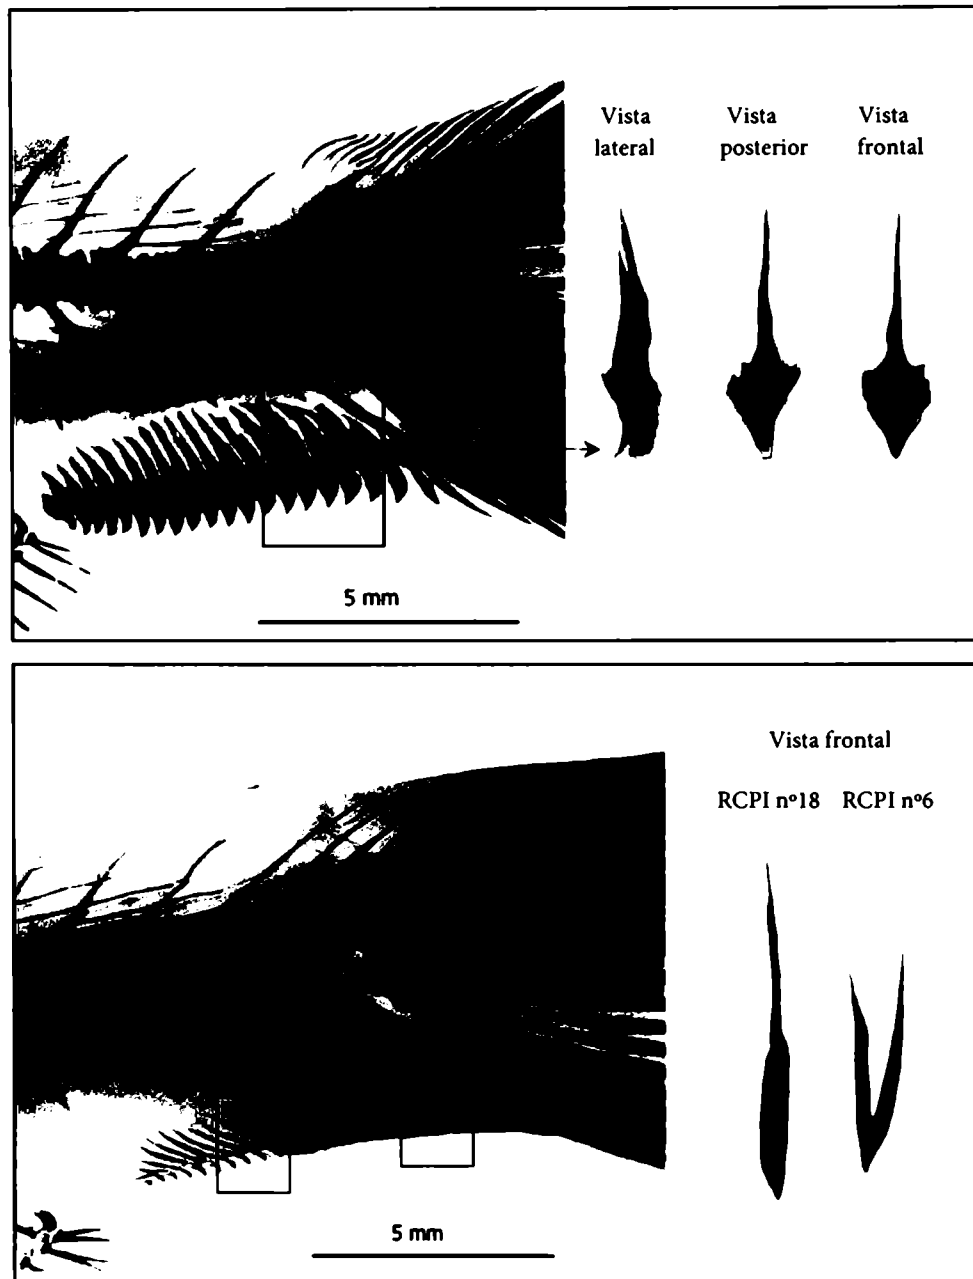 Vista lateral
Vista posterior
Vista frontal
5 mm
Vista frontal
RCPI nº18 RCPI nº6
5 mm